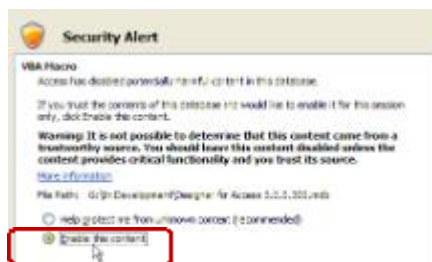 Security Alert
VBA Macro
Access has disabled potentially harmful content in this database.
If you trust the contents of this database and would like to enable it for this session
only, click Enable this content.
Warning: It is not possible to determine that this content came from a
trustworthy source. You should leave this content disabled unless the
content provides critical functionality and you trust its source.
More information
File Path: Development\Designer for Access
Help protect me from unknown content (recommended)
Enable this content